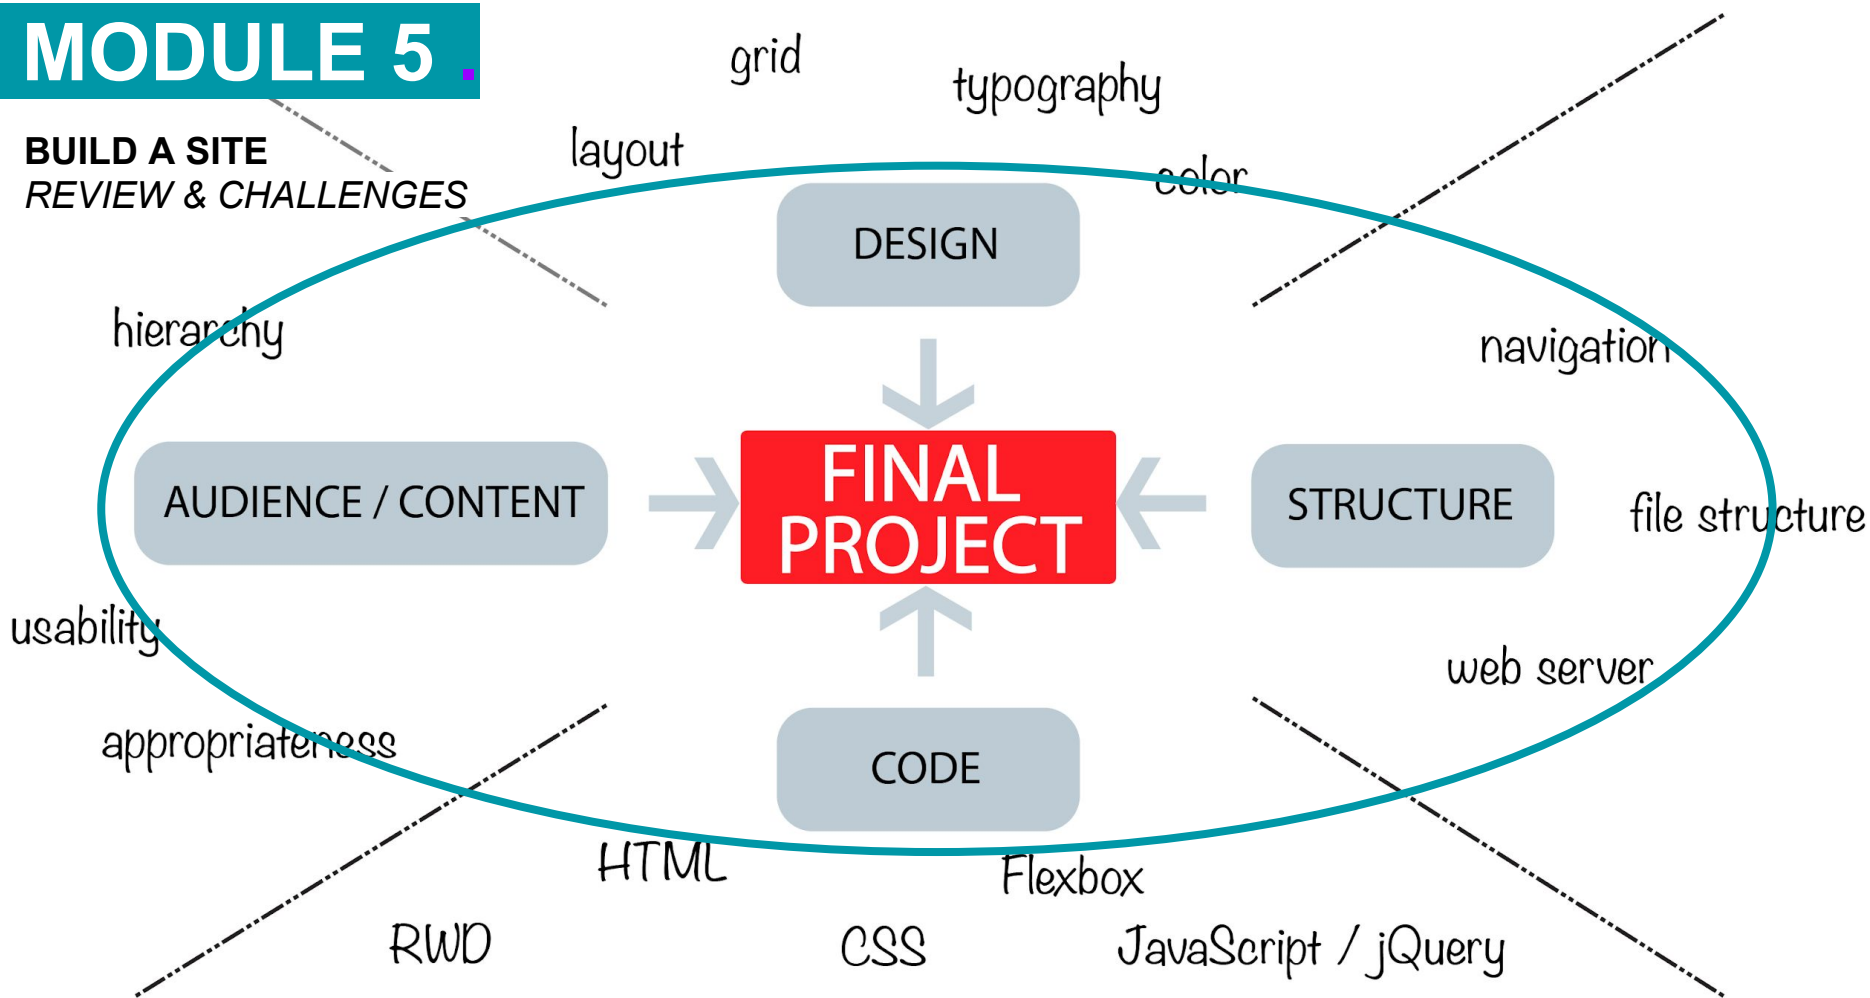 MODULE 5 .
BUILD A SITE
REVIEW & CHALLENGES
grid
typography
layout
color
DESIGN
hierarchy
navigation
AUDIENCE / CONTENT
FINAL
PROJECT
STRUCTURE
file structure
usability
web server
appropriateness
CODE
HTML
Flexbox
RWD
CSS
JavaScript / jQuery